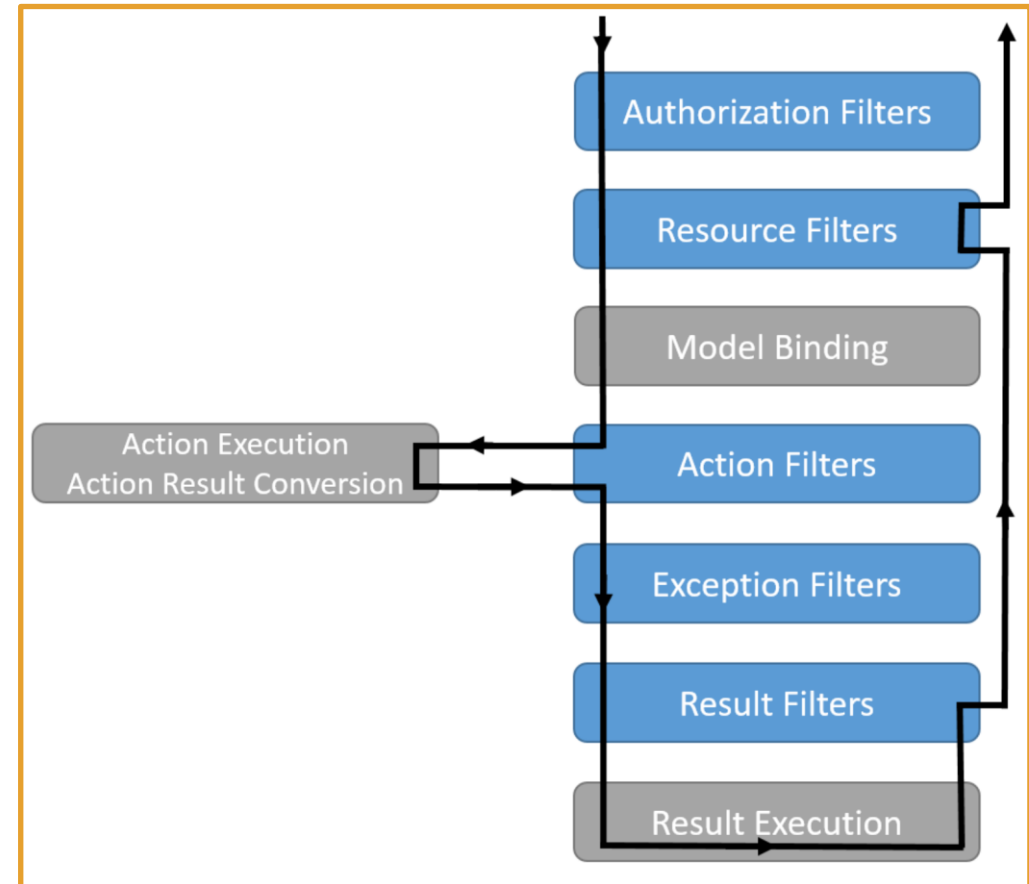 Authorization Filters
Resource Filters
Model Binding
Action Execution
Action Result Conversion
Action Filters
Exception Filters
Result Filters
Result Execution